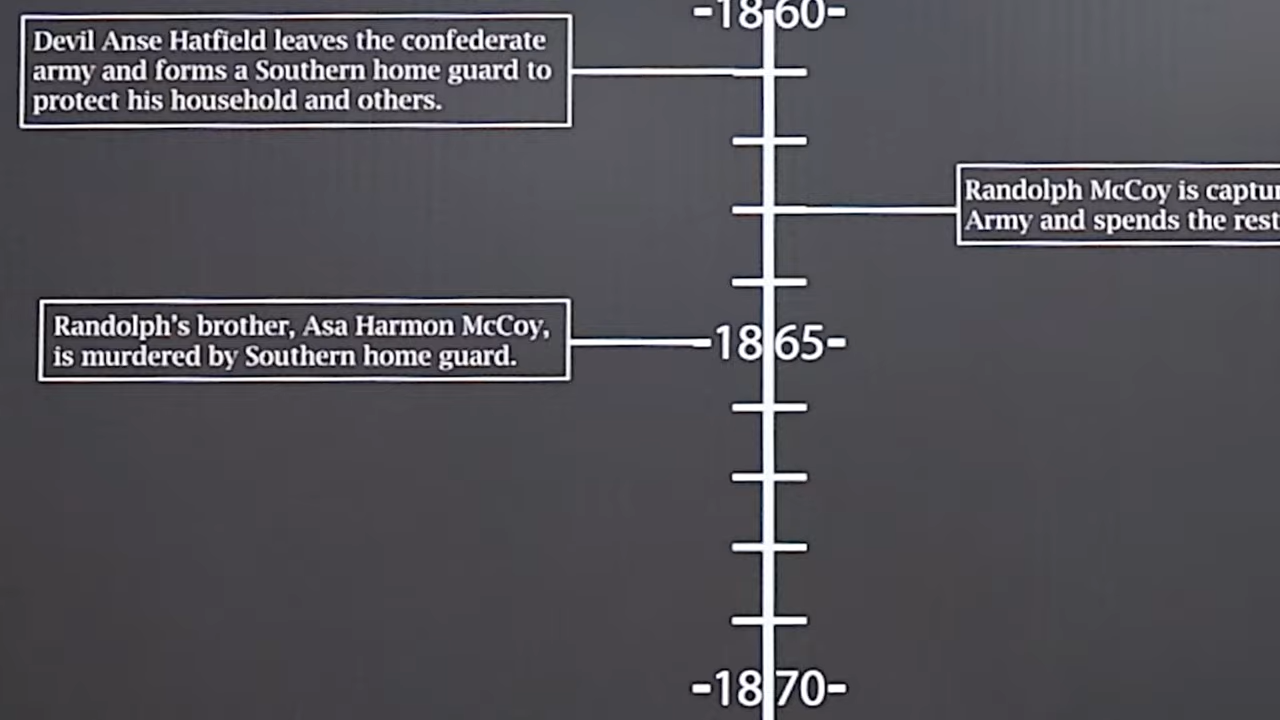 -1860-
Devil Anse Hatfield leaves the confederate
army and forms a Southern home guard to
protect his household and others.
Randolph McCoy is
Army and spends the rest
Randolph's brother, Asa Harmon McCoy,
is murdered by Southern home guard.
-1865-
-1870-